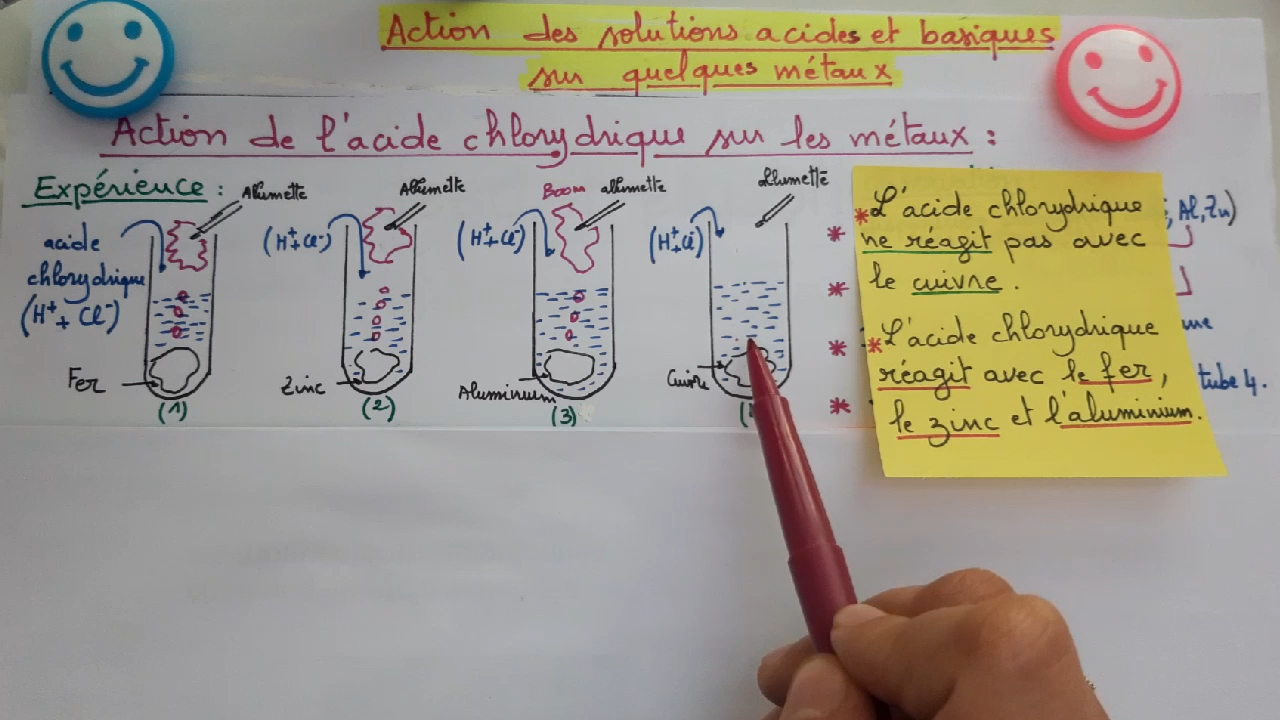 Action des solutions acides et basiques
sur quelques métaux
Action de l'acide chlorydrique sur les métaux :
Expérience :
Allumette
Allumette
Boom allumette
Allumette
acide
chlorydrique
(H⁺ + Cl⁻)
(H⁺+Cl⁻)
(H⁺+Cl⁻)
(H⁺+Cl⁻)
Fer
Zinc
Aluminium
Cuivre
(1)
(2)
(3)
*L'acide chlorydrique
ne réagit pas avec
le cuivre.
*L'acide chlorydrique
réagit avec le fer,
le zinc et l'aluminium.
, Al, Zn)
*
*
*
* tube 4.